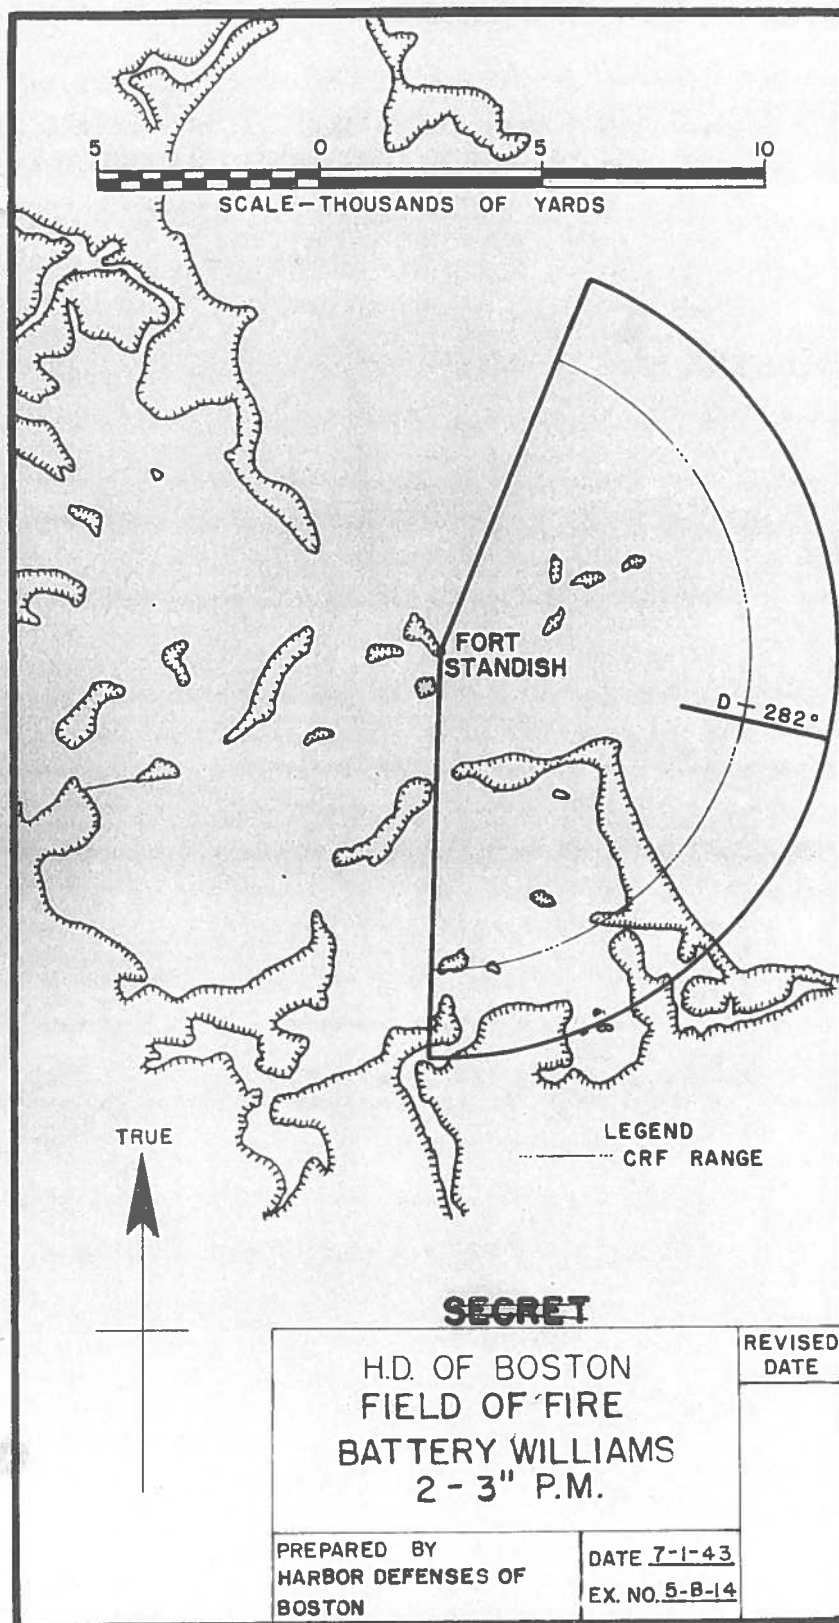 5 0 5 10
SCALE-THOUSANDS OF YARDS
FORT
STANDISH
D - 282°
TRUE
LEGEND
CRF RANGE
SECRET
H.D. OF BOSTON
FIELD OF FIRE
BATTERY WILLIAMS
2-3" P.M.
REVISED
DATE
PREPARED BY
HARBOR DEFENSES OF
BOSTON
DATE 7-1-43
EX. NO. 5-B-14